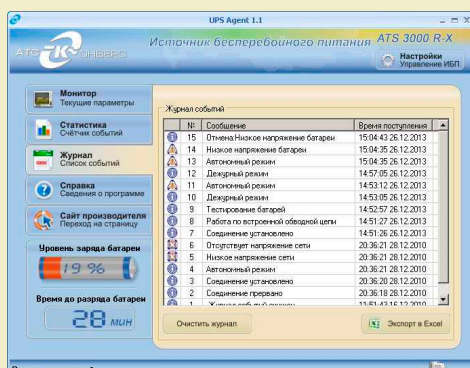 UPS Agent 1.1
Источник бесперебойного питания ATS 3000 R-X
АТС КОНВЕРС
Настройки
Управление ИБП
Монитор
Текущие параметры
Статистика
Счётчик событий
Журнал
Список событий
Справка
Сведения о программе
Сайт производителя
Переход на страницу
Уровень заряда батареи
19 %
Время до разряда батареи
28 мин
Журнал событий
№ Сообщение Время поступления
15 Отмена:Низкое напряжение батареи 15:04:43 26.12.2013
14 Низкое напряжение батареи 15:04:35 26.12.2013
13 Автономный режим 15:04:35 26.12.2013
12 Дежурный режим 14:57:05 26.12.2013
11 Автономный режим 14:53:12 26.12.2013
10 Дежурный режим 14:53:05 26.12.2013
9 Тестирование батарей 14:52:57 26.12.2013
8 Работа по встроенной обводной цепи 14:51:27 26.12.2013
7 Соединение установлено 14:51:26 26.12.2013
6 Отсутствует напряжение сети 20:36:21 28.12.2010
5 Низкое напряжение сети 20:36:21 28.12.2010
4 Автономный режим 20:36:21 28.12.2010
3 Соединение установлено 20:36:20 28.12.2010
2 Соединение прервано 20:36:18 28.12.2010
1
Очистить журнал
Экспорт в Excel